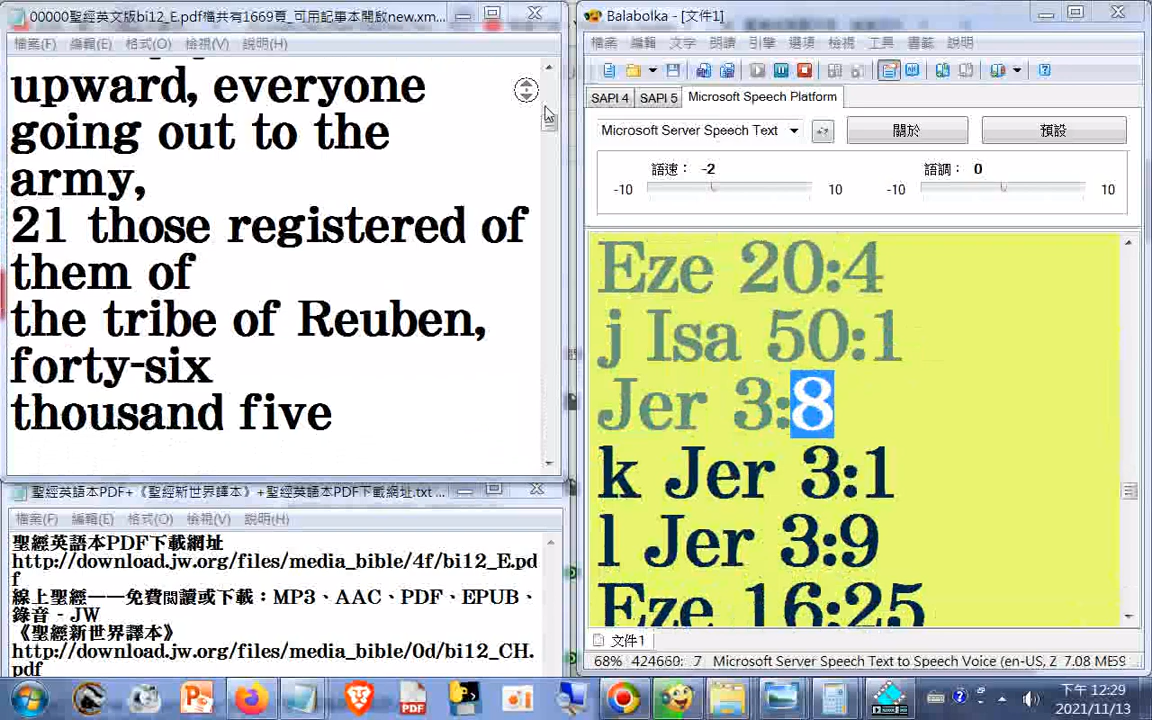 00000聖經英文版bi12_E.pdf檔共有1669頁_可用記事本開啟new.xm...
檔案(F) 編輯(E) 格式(O) 檢視(V) 說明(H)
upward, everyone
going out to the
army,
21 those registered of
them of
the tribe of Reuben,
forty-six
thousand five
聖經英語本PDF+《聖經新世界譯本》+聖經英語本PDF下載網址.txt ...
檔案(F) 編輯(E) 格式(O) 檢視(V) 說明(H)
聖經英語本PDF下載網址
http://download.jw.org/files/media_bible/4f/bi12_E.pd
f
線上聖經——免費閱讀或下載：MP3、AAC、PDF、EPUB、
錄音 - JW
《聖經新世界譯本》
http://download.jw.org/files/media_bible/0d/bi12_CH.
pdf
Balabolka - [文件1]
檔案 編輯 文字 朗讀 引擎 選項 檢視 工具 書籤 說明
SAPI 4 SAPI 5 Microsoft Speech Platform
Microsoft Server Speech Text 關於 預設
語速： -2 語調： 0
-10 10 -10 10
Eze 20:4
j Isa 50:1
Jer 3:8
k Jer 3:1
l Jer 3:9
Eze 16:25
文件1
68% 424660: 7 Microsoft Server Speech Text to Speech Voice (en-US, Z 7.08 ME
下午 12:29
2021/11/13